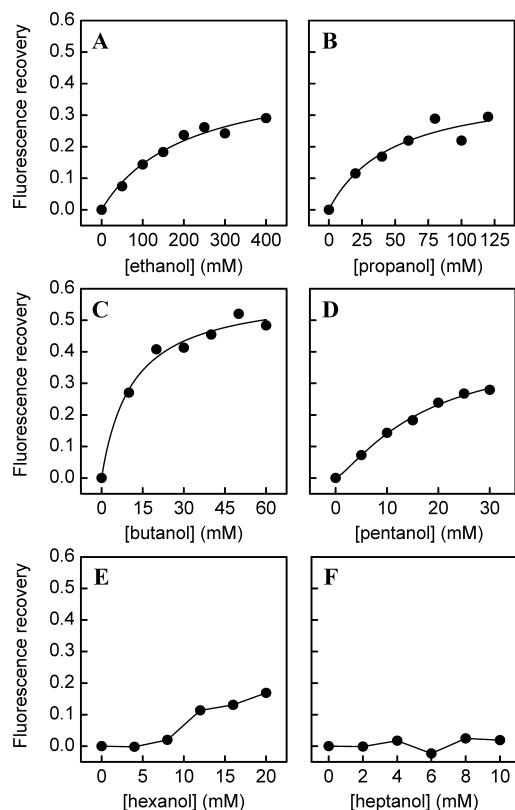 A
Fluorescence recovery
0.6
0.5
0.4
0.3
0.2
0.1
0.0
0 100 200 300 400
[ethanol] (mM)
B
0 25 50 75 100 125
[propanol] (mM)
C
Fluorescence recovery
0.6
0.5
0.4
0.3
0.2
0.1
0.0
0 15 30 45 60
[butanol] (mM)
D
0 10 20 30
[pentanol] (mM)
E
Fluorescence recovery
0.6
0.5
0.4
0.3
0.2
0.1
0.0
0 5 10 15 20
[hexanol] (mM)
F
0 2 4 6 8 10
[heptanol] (mM)